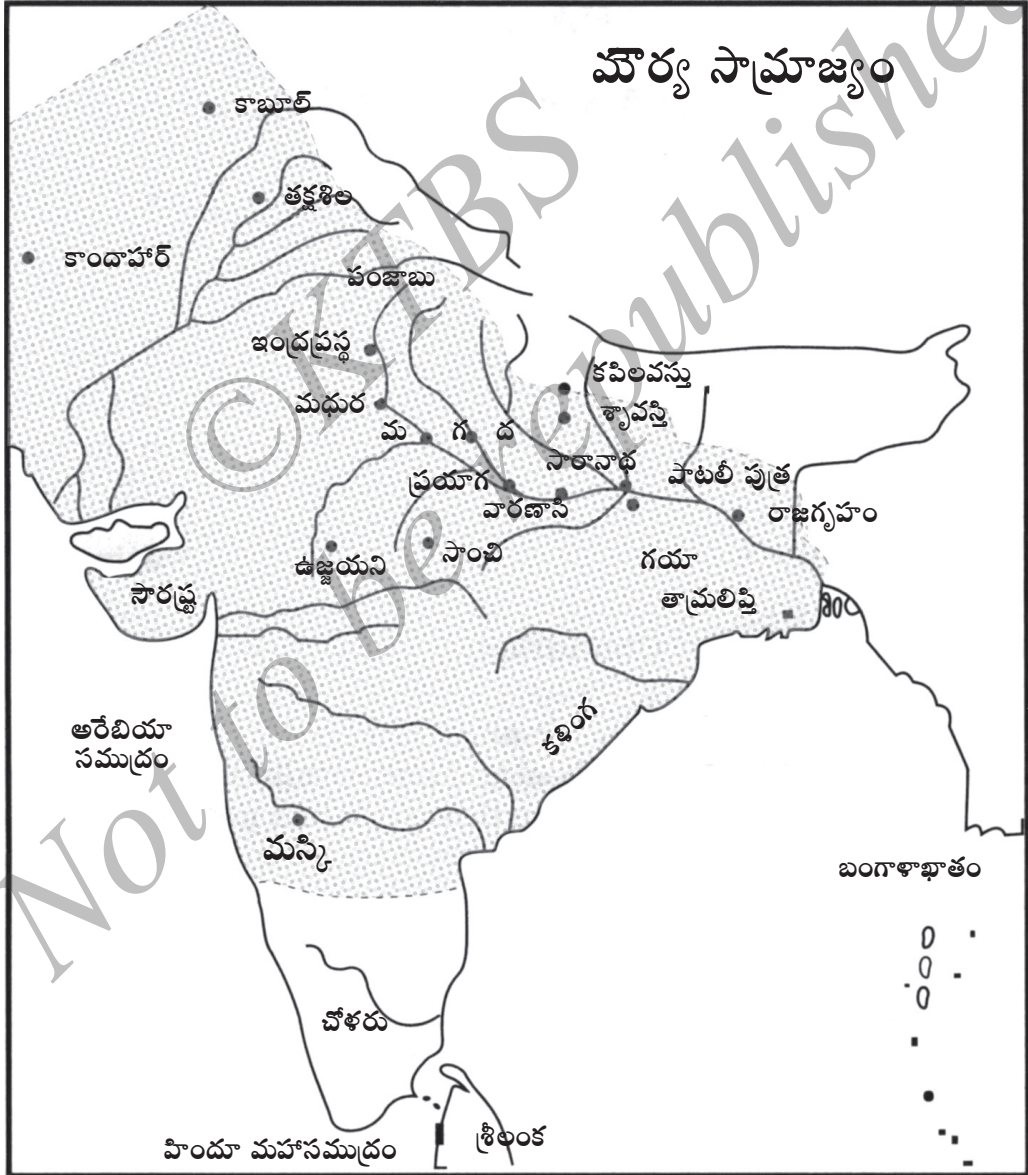 మౌర్య సామ్రాజ్యం
కాబూల్
తక్షశిల
కాందాహార్
పంజాబు
ఇంద్రప్రస్థ
కపిలవస్తు
మధుర
శ్రావస్తి
మ గ ద
సారానాథ
ప్రయాగ
పాటలీ పుత్ర
వారణాసి
రాజగృహం
సాంచి
ఉజ్జయని
గయా
సౌరష్ట్ర
తామ్రలిప్తి
కళింగ
అరేబియా
సముద్రం
మస్కి
బంగాళాఖాతం
చోళరు
శ్రీలంక
హిందూ మహాసముద్రం
©KTBS
Not to be republished